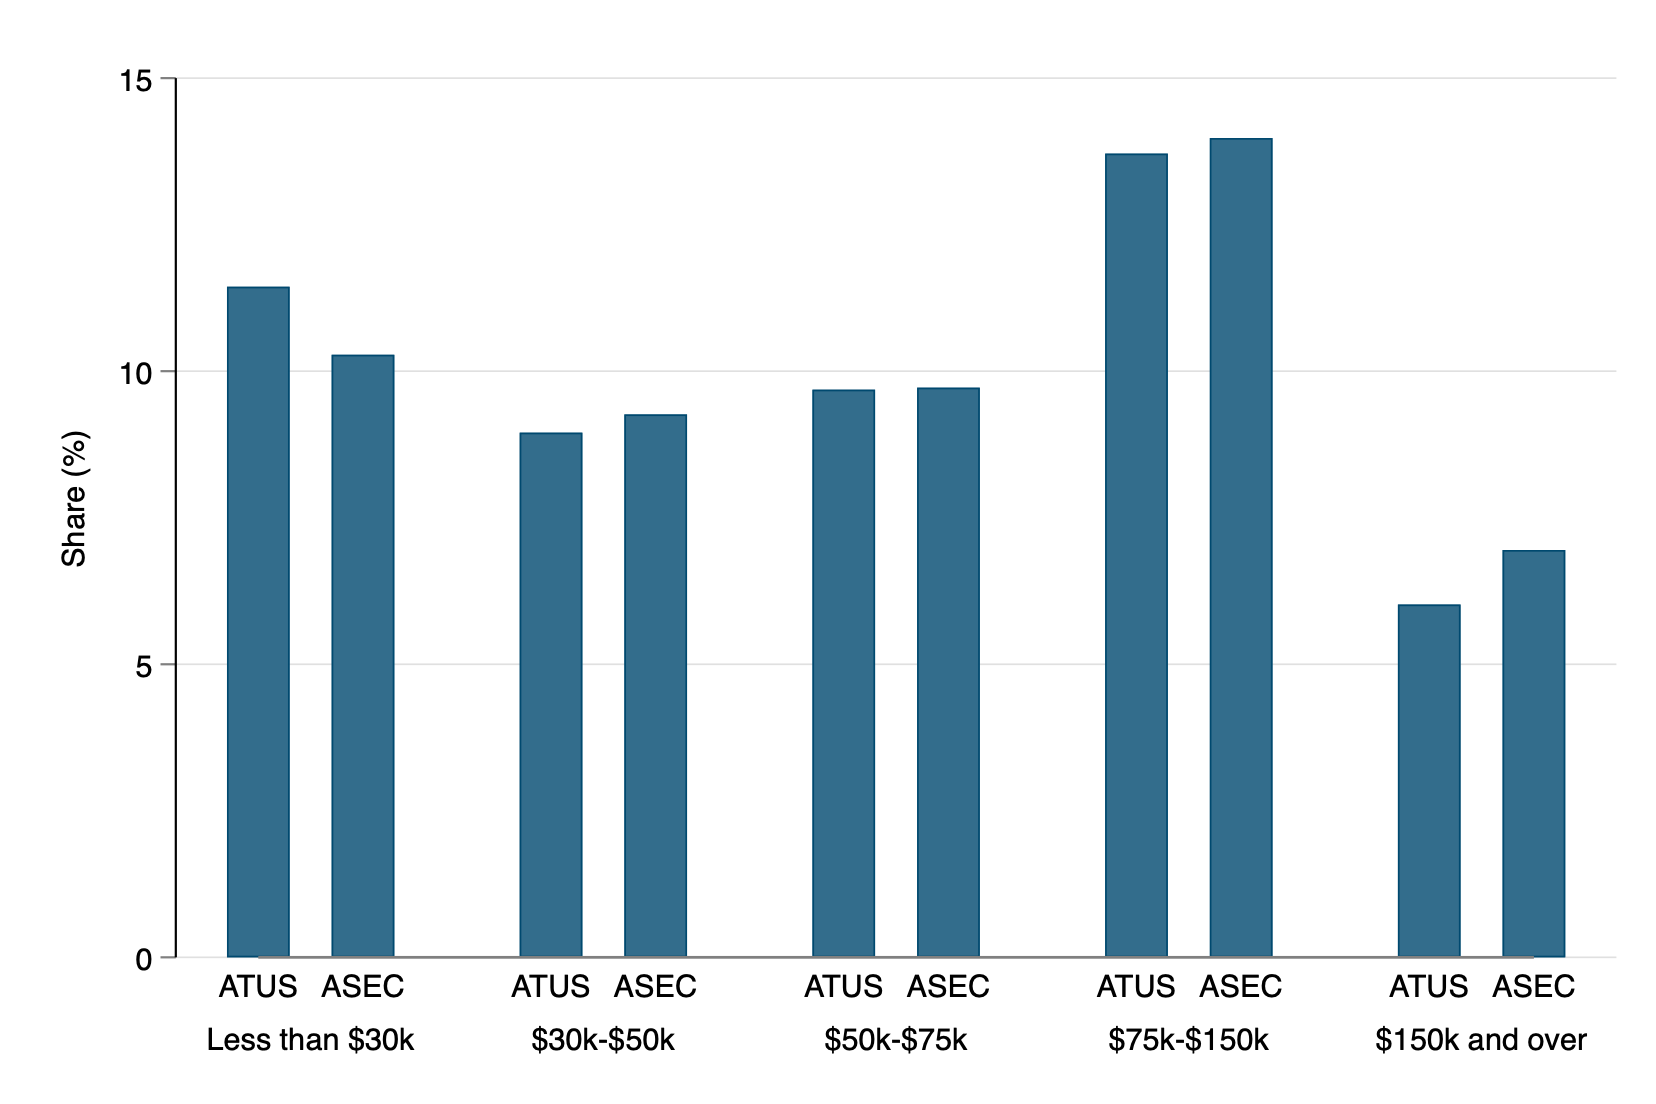 15
10
5
0
Share (%)
ATUS ASEC ATUS ASEC ATUS ASEC ATUS ASEC ATUS ASEC
Less than $30k $30k-$50k $50k-$75k $75k-$150k $150k and over